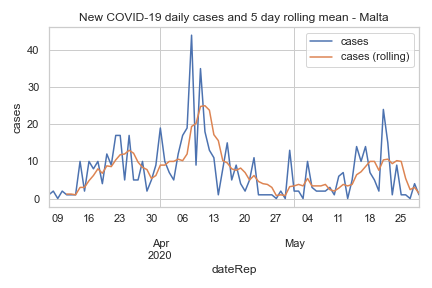 New COVID-19 daily cases and 5 day rolling mean - Malta
cases
cases (rolling)
cases
40
30
20
10
0
09 16 23 30 06 13 20 27 04 11 18 25
Apr May
2020
dateRep